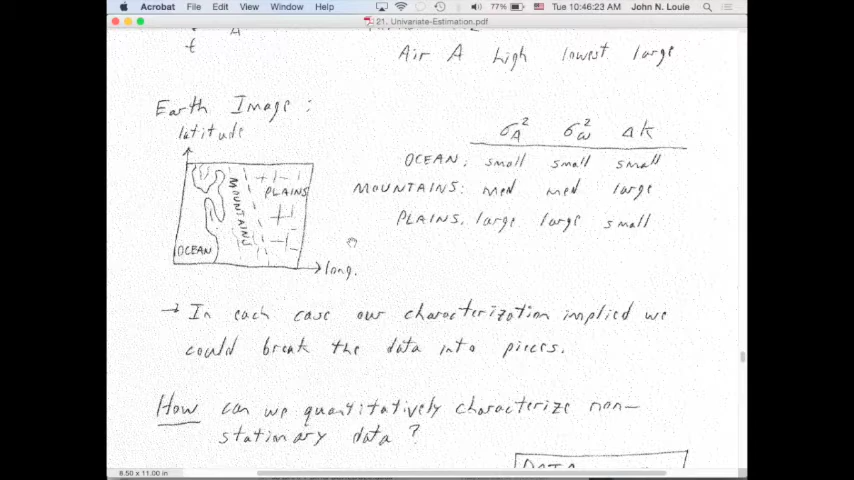 Acrobat File Edit View Window Help 77% Tue 10:46:23 AM John N. Louie
21. Univariate-Estimation.pdf
t A
Air A high lowest large
Earth Image:
latitude
σA² σω² Δk
OCEAN: small small small
MOUNTAINS: med med large
PLAINS: large large small
MOUNTAINS
PLAINS
OCEAN
long.
→ In each case our characterization implied we
could break the data into pieces.
How can we quantitatively characterize non-
stationary data?
DATA
8.50 x 11.00 in